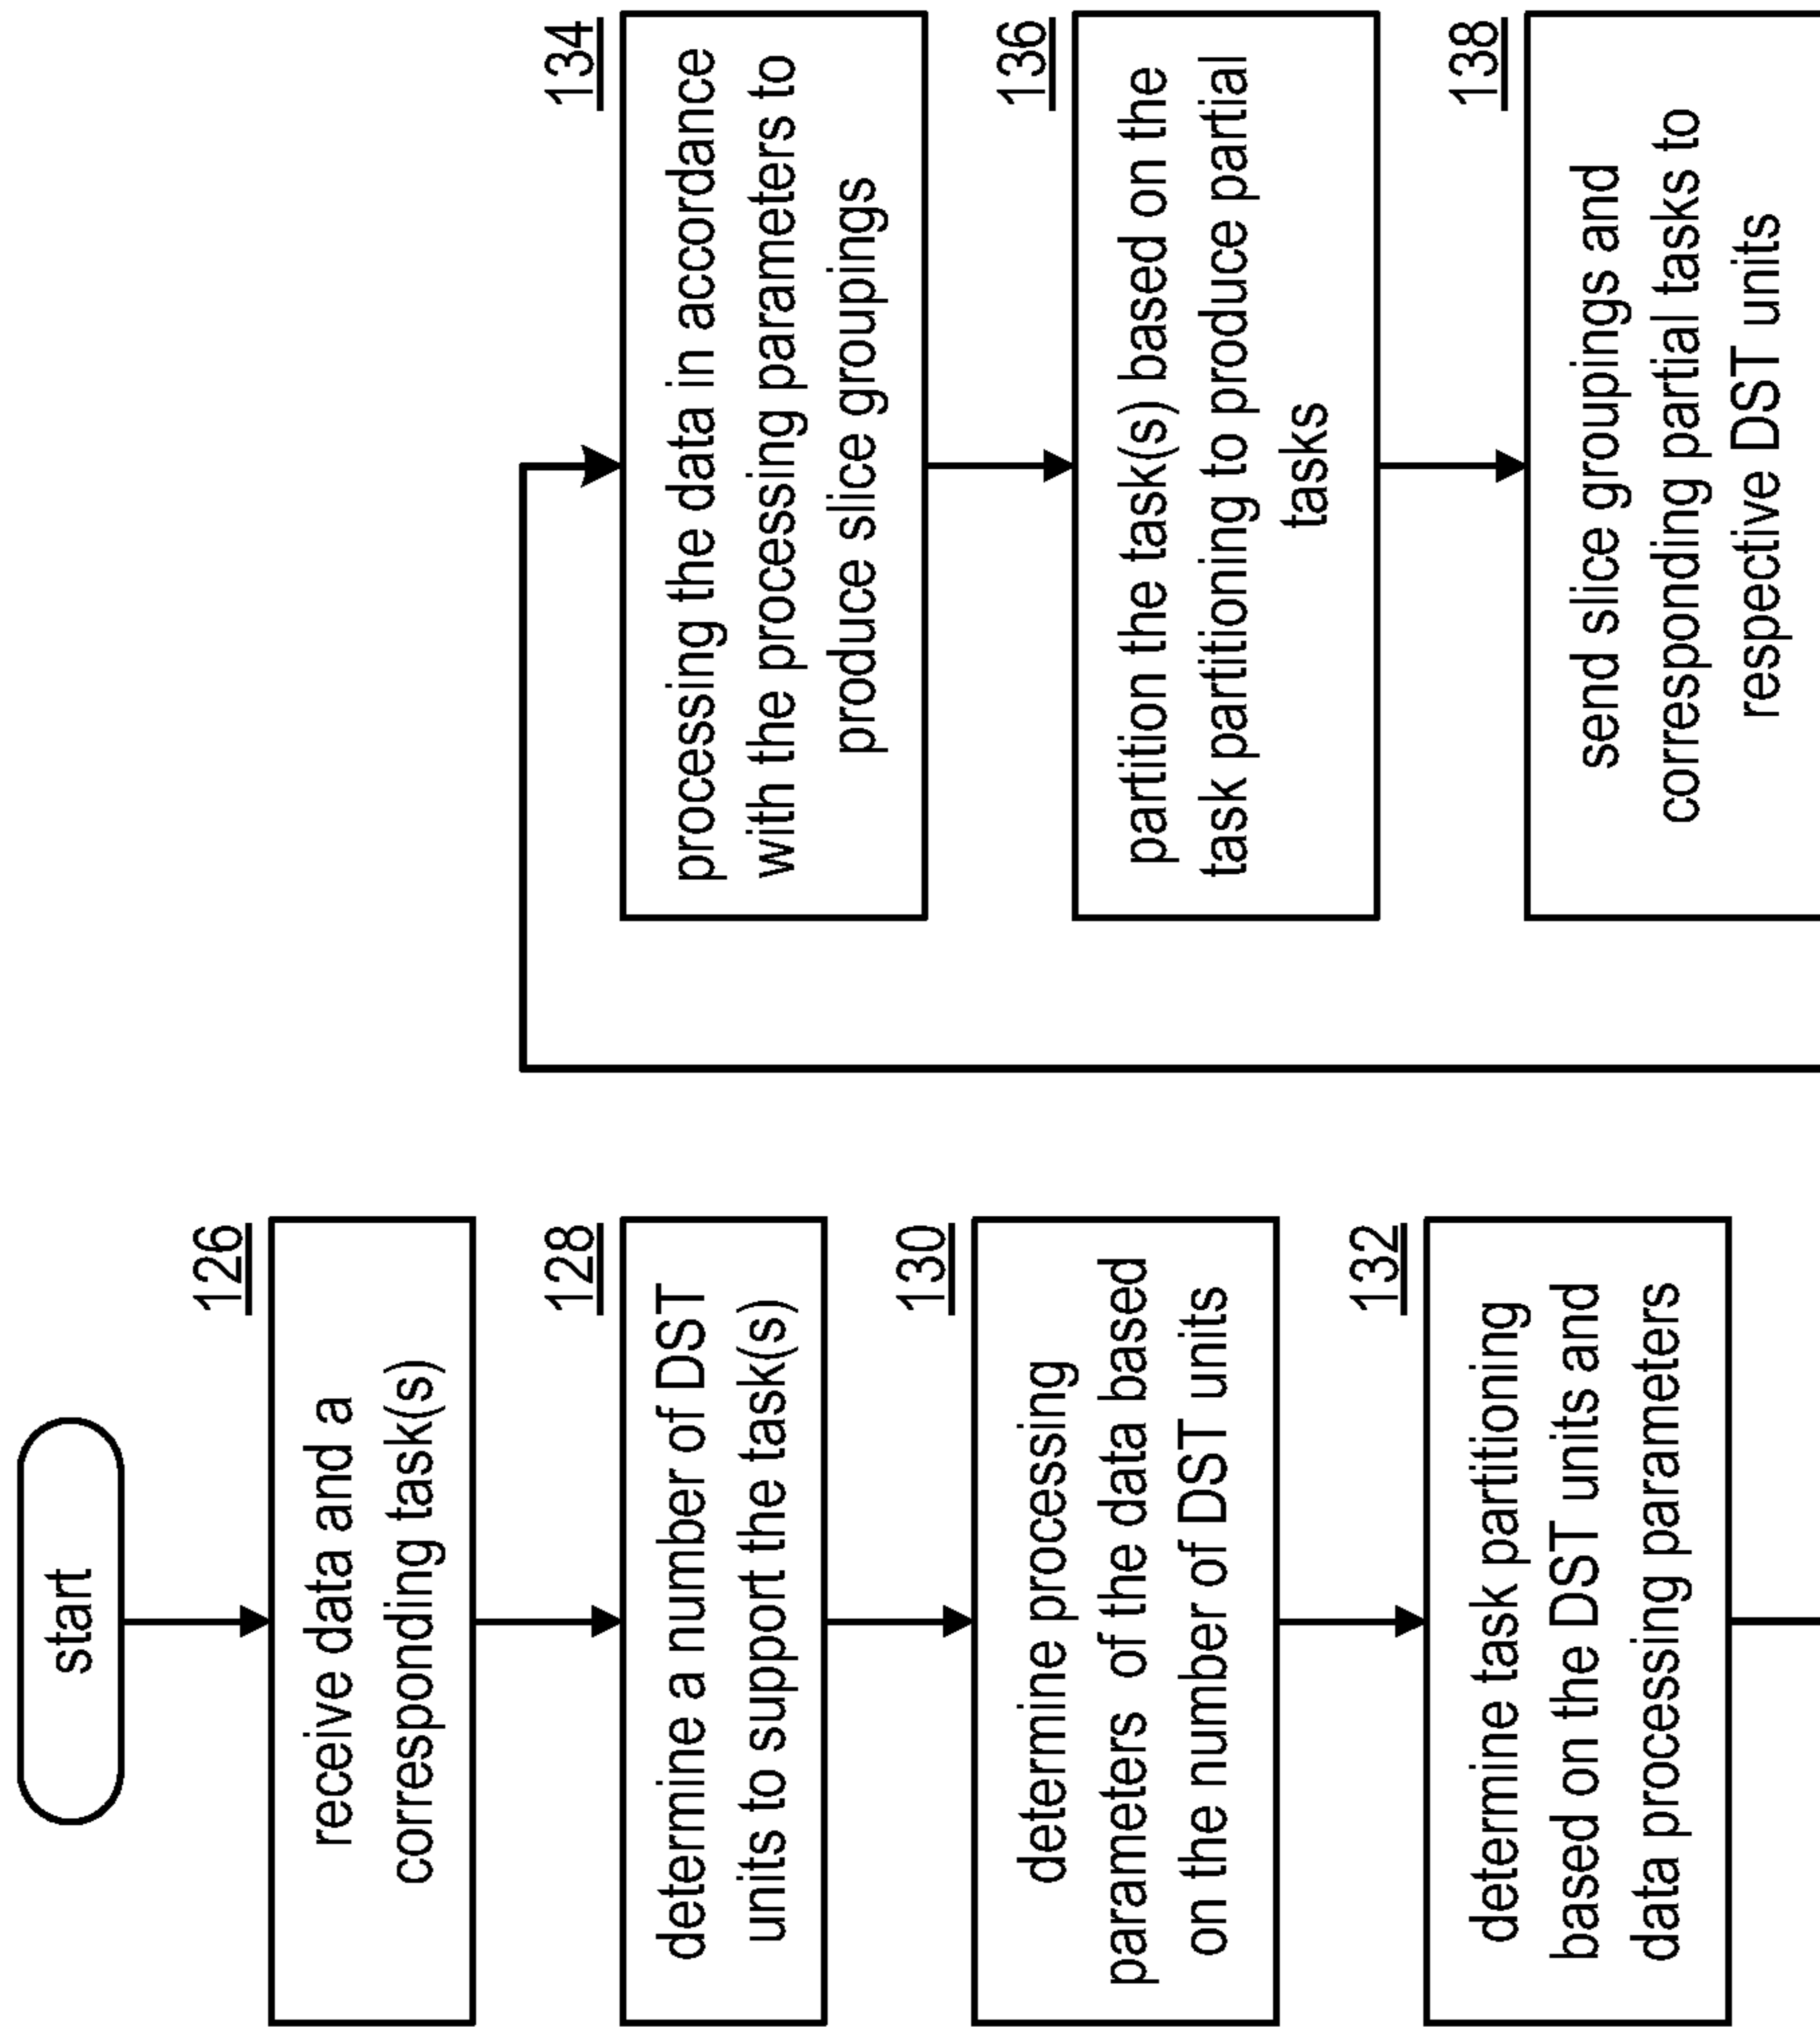 start
126
receive data and a
corresponding task(s)
128
determine a number of DST
units to support the task(s)
130
determine processing
parameters of the data based
on the number of DST units
132
determine task partitioning
based on the DST units and
data processing parameters
134
processing the data in accordance
with the processing parameters to
produce slice groupings
136
partition the task(s) based on the
task partitioning to produce partial
tasks
138
send slice groupings and
corresponding partial tasks to
respective DST units